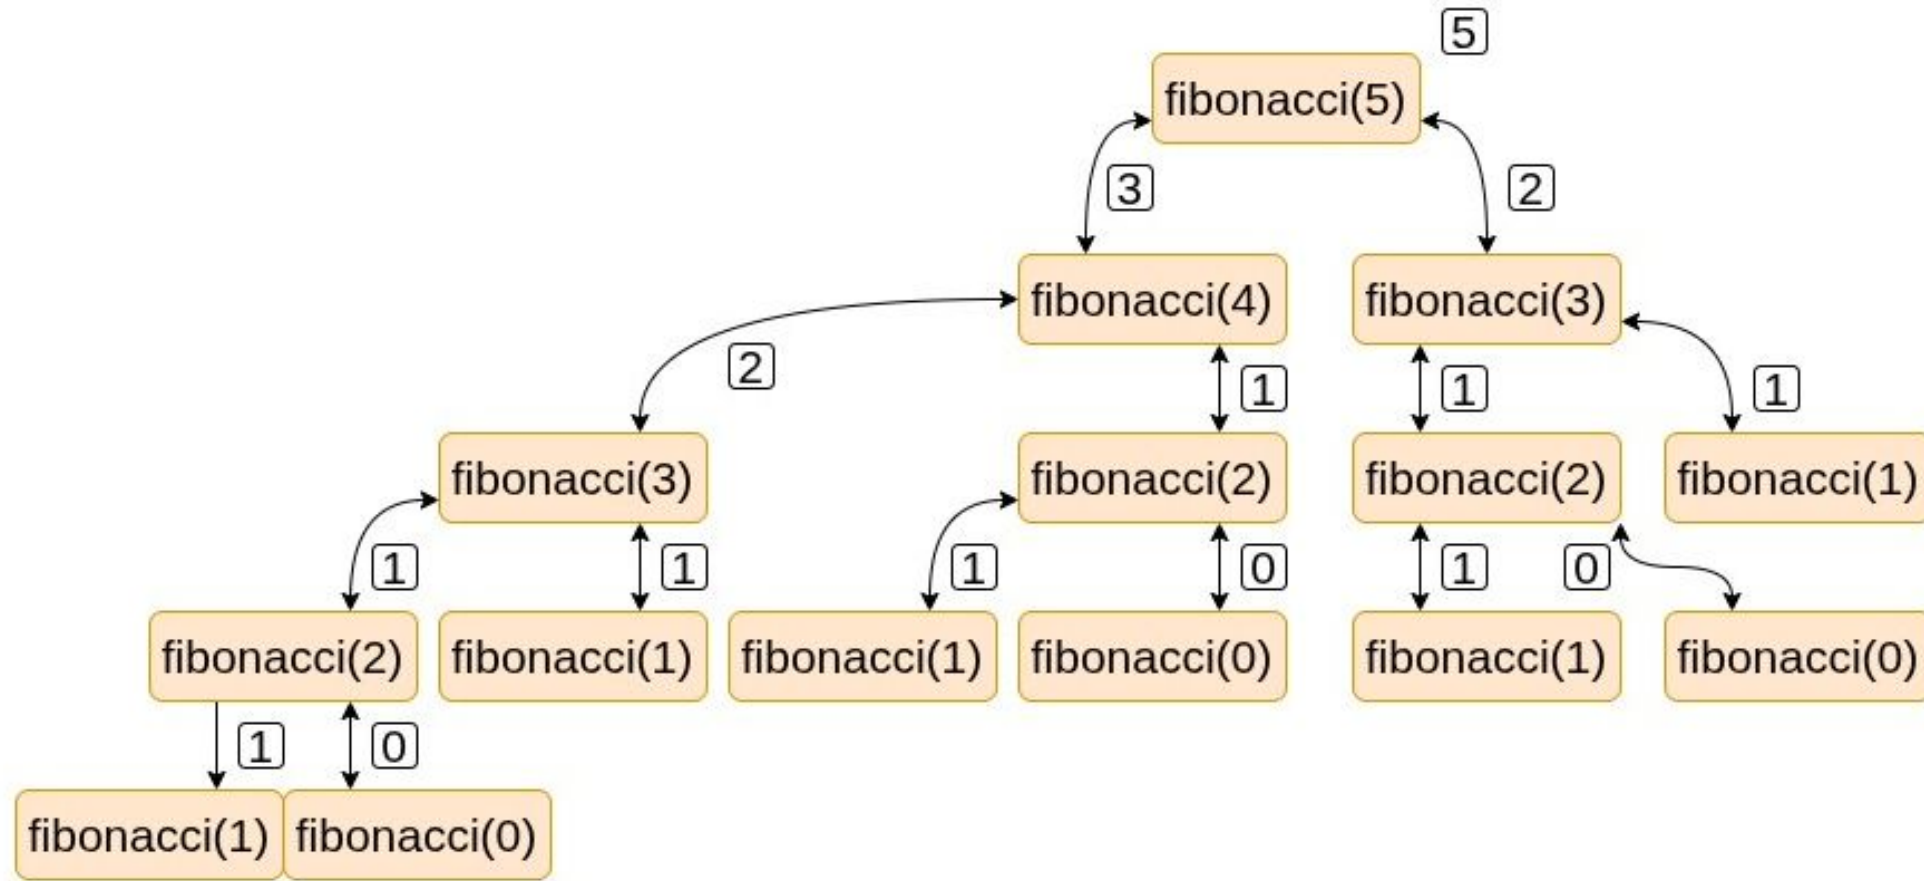 5
fibonacci(5)
3 2
fibonacci(4) fibonacci(3)
2 1 1 1
fibonacci(3) fibonacci(2) fibonacci(2) fibonacci(1)
1 1 1 0 1 0
fibonacci(2) fibonacci(1) fibonacci(1) fibonacci(0) fibonacci(1) fibonacci(0)
1 0
fibonacci(1) fibonacci(0)